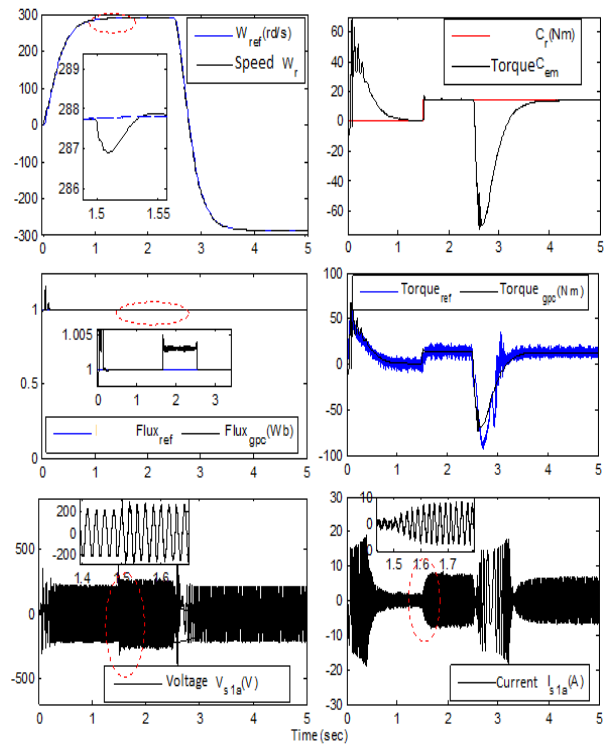 300
200
100
0
-100
-200
-300
0 1 2 3 4 5
W_ref(rd/s)
Speed W_r
289
288
287
286
1.5 1.55
60
40
20
0
-20
-40
-60
0 1 2 3 4 5
C_r(Nm)
TorqueC_em
1
0.5
0
0 1 2 3 4 5
1.005
1
0 1 2 3
Flux_ref Flux_gpc(Wb)
100
50
0
-50
-100
0 1 2 3 4 5
Torque_ref Torque_gpc(Nm)
500
0
-500
0 1 2 3 4 5
200
0
-200
1.4 1.5 1.6
Voltage V_s1a(V)
30
20
10
0
-10
-20
-30
0 1 2 3 4 5
10
0
1.5 1.6 1.7
Current I_s1a(A)
Time (sec)